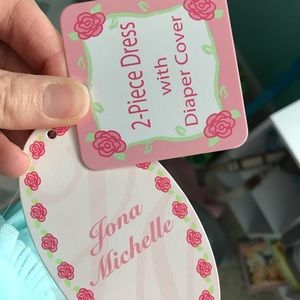 2-Piece Dress
with
Diaper Cover
Jona
Michelle